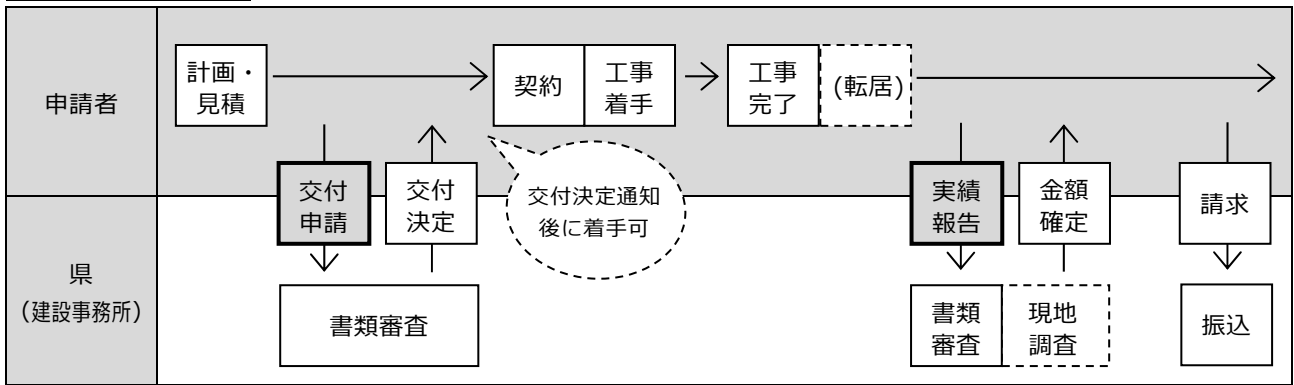 申請者
計画・
見積
契約
工事
着手
工事
完了
(転居)
交付
申請
交付
決定
交付決定通知
後に着手可
実績
報告
金額
確定
請求
県
(建設事務所)
書類審査
書類
審査
現地
調査
振込